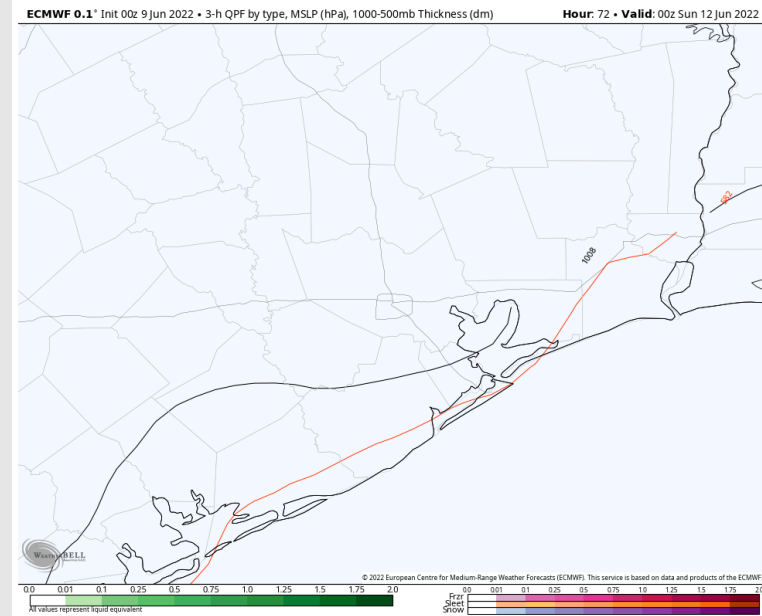 ECMWF 0.1° Init 00z 9 Jun 2022 • 3-h QPF by type, MSLP (hPa), 1000-500mb Thickness (dm)
Hour: 72 • Valid: 00z Sun 12 Jun 2022
582
1008
WeatherBELL
© 2022 European Centre for Medium-Range Weather Forecasts (ECMWF). This service is based on data and products of the ECMWF
0.0 0.01 0.1 0.25 0.5 0.75 1.0 1.25 1.5 1.75 2.0
All values represent liquid equivalent
0.0 0.01 0.1 0.25 0.5 0.75 1.0 1.25 1.5 1.75 2.0
Frzr
Sleet
Snow